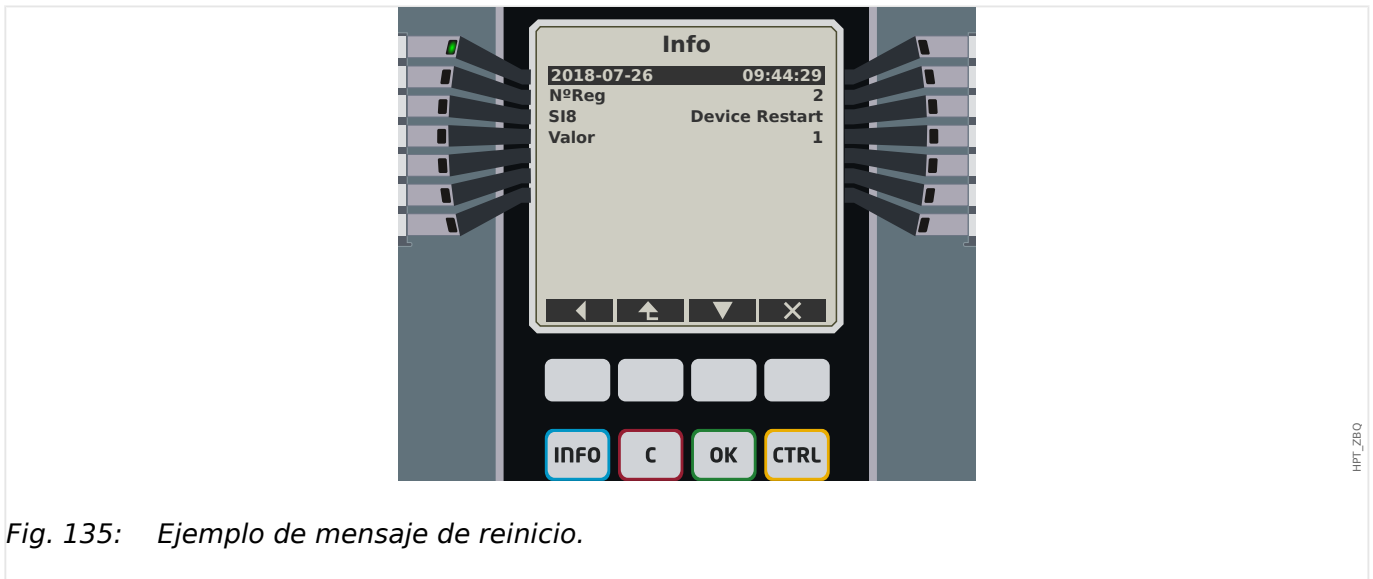 Info
2018-07-26 09:44:29
NºReg 2
SI8 Device Restart
Valor 1
INFO C OK CTRL
HPT_ZBQ
Fig. 135: Ejemplo de mensaje de reinicio.